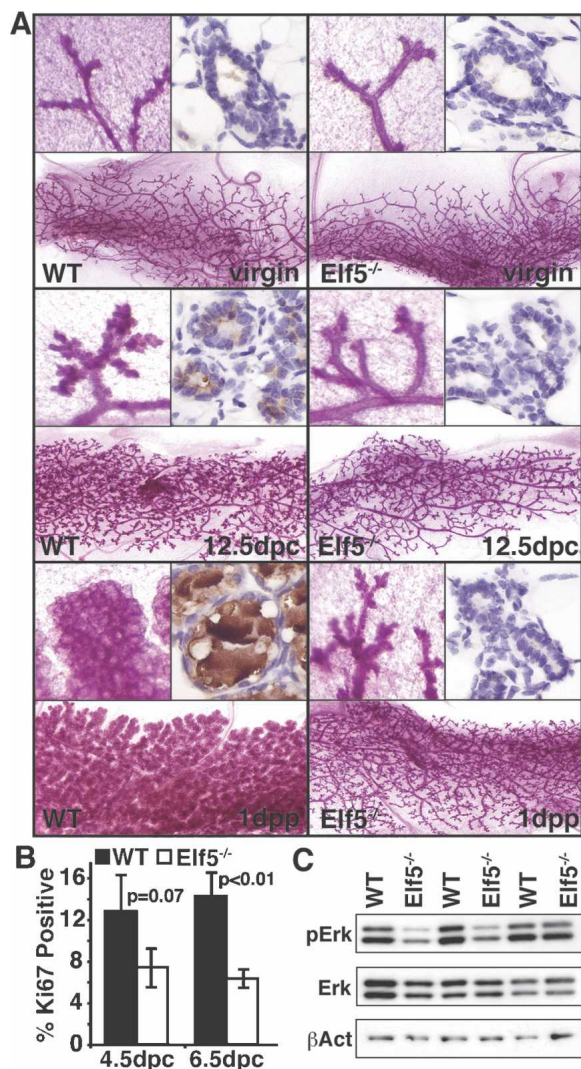 A
WT virgin Elf5-/- virgin
WT 12.5dpc Elf5-/- 12.5dpc
WT 1dpp Elf5-/- 1dpp
B
WT Elf5-/-
% Ki67 Positive
16
12
8
4
0
p=0.07
p<0.01
4.5dpc 6.5dpc
C
WT Elf5-/- WT Elf5-/- WT Elf5-/-
pErk
Erk
βAct